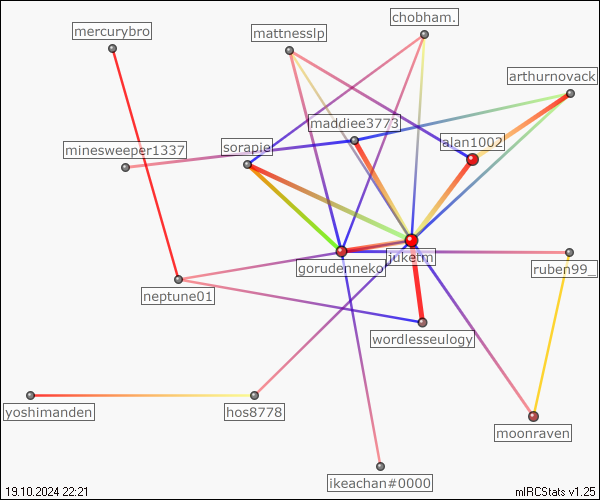 chobham.
mercurybro
mattnesslp
arthurnovack
maddiee3773
alan1002
minesweeper1337
sorapie
juketm
gorudenneko
ruben99_
neptune01
wordlesseulogy
yoshimanden
hos8778
moonraven
ikeachan#0000
19.10.2024 22:21
mIRCStats v1.25